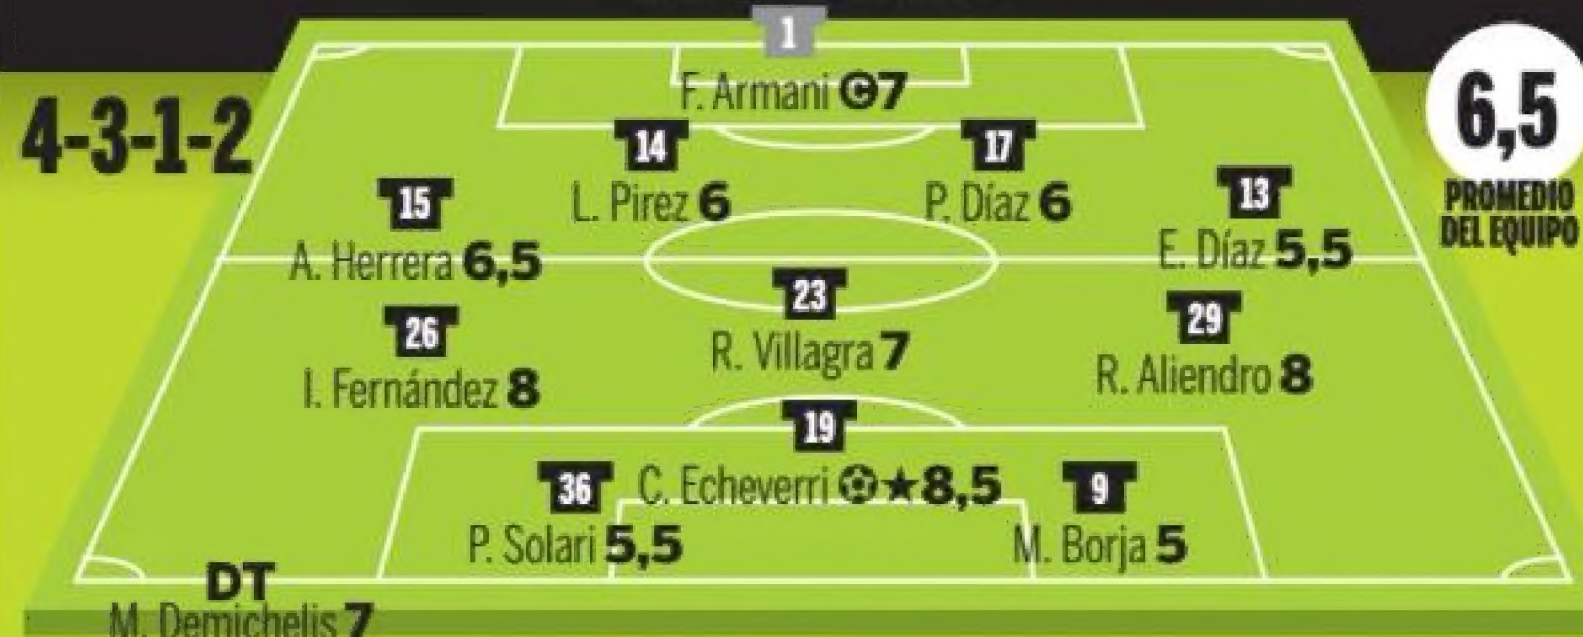 4-3-1-2
1
F. Armani ©7
14
L. Pirez 6
17
P. Díaz 6
15
A. Herrera 6,5
13
E. Díaz 5,5
6,5
PROMEDIO
DEL EQUIPO
26
I. Fernández 8
23
R. Villagra 7
29
R. Aliendro 8
19
C. Echeverri ⚽★8,5
36
P. Solari 5,5
9
M. Borja 5
DT
M. Demichelis 7